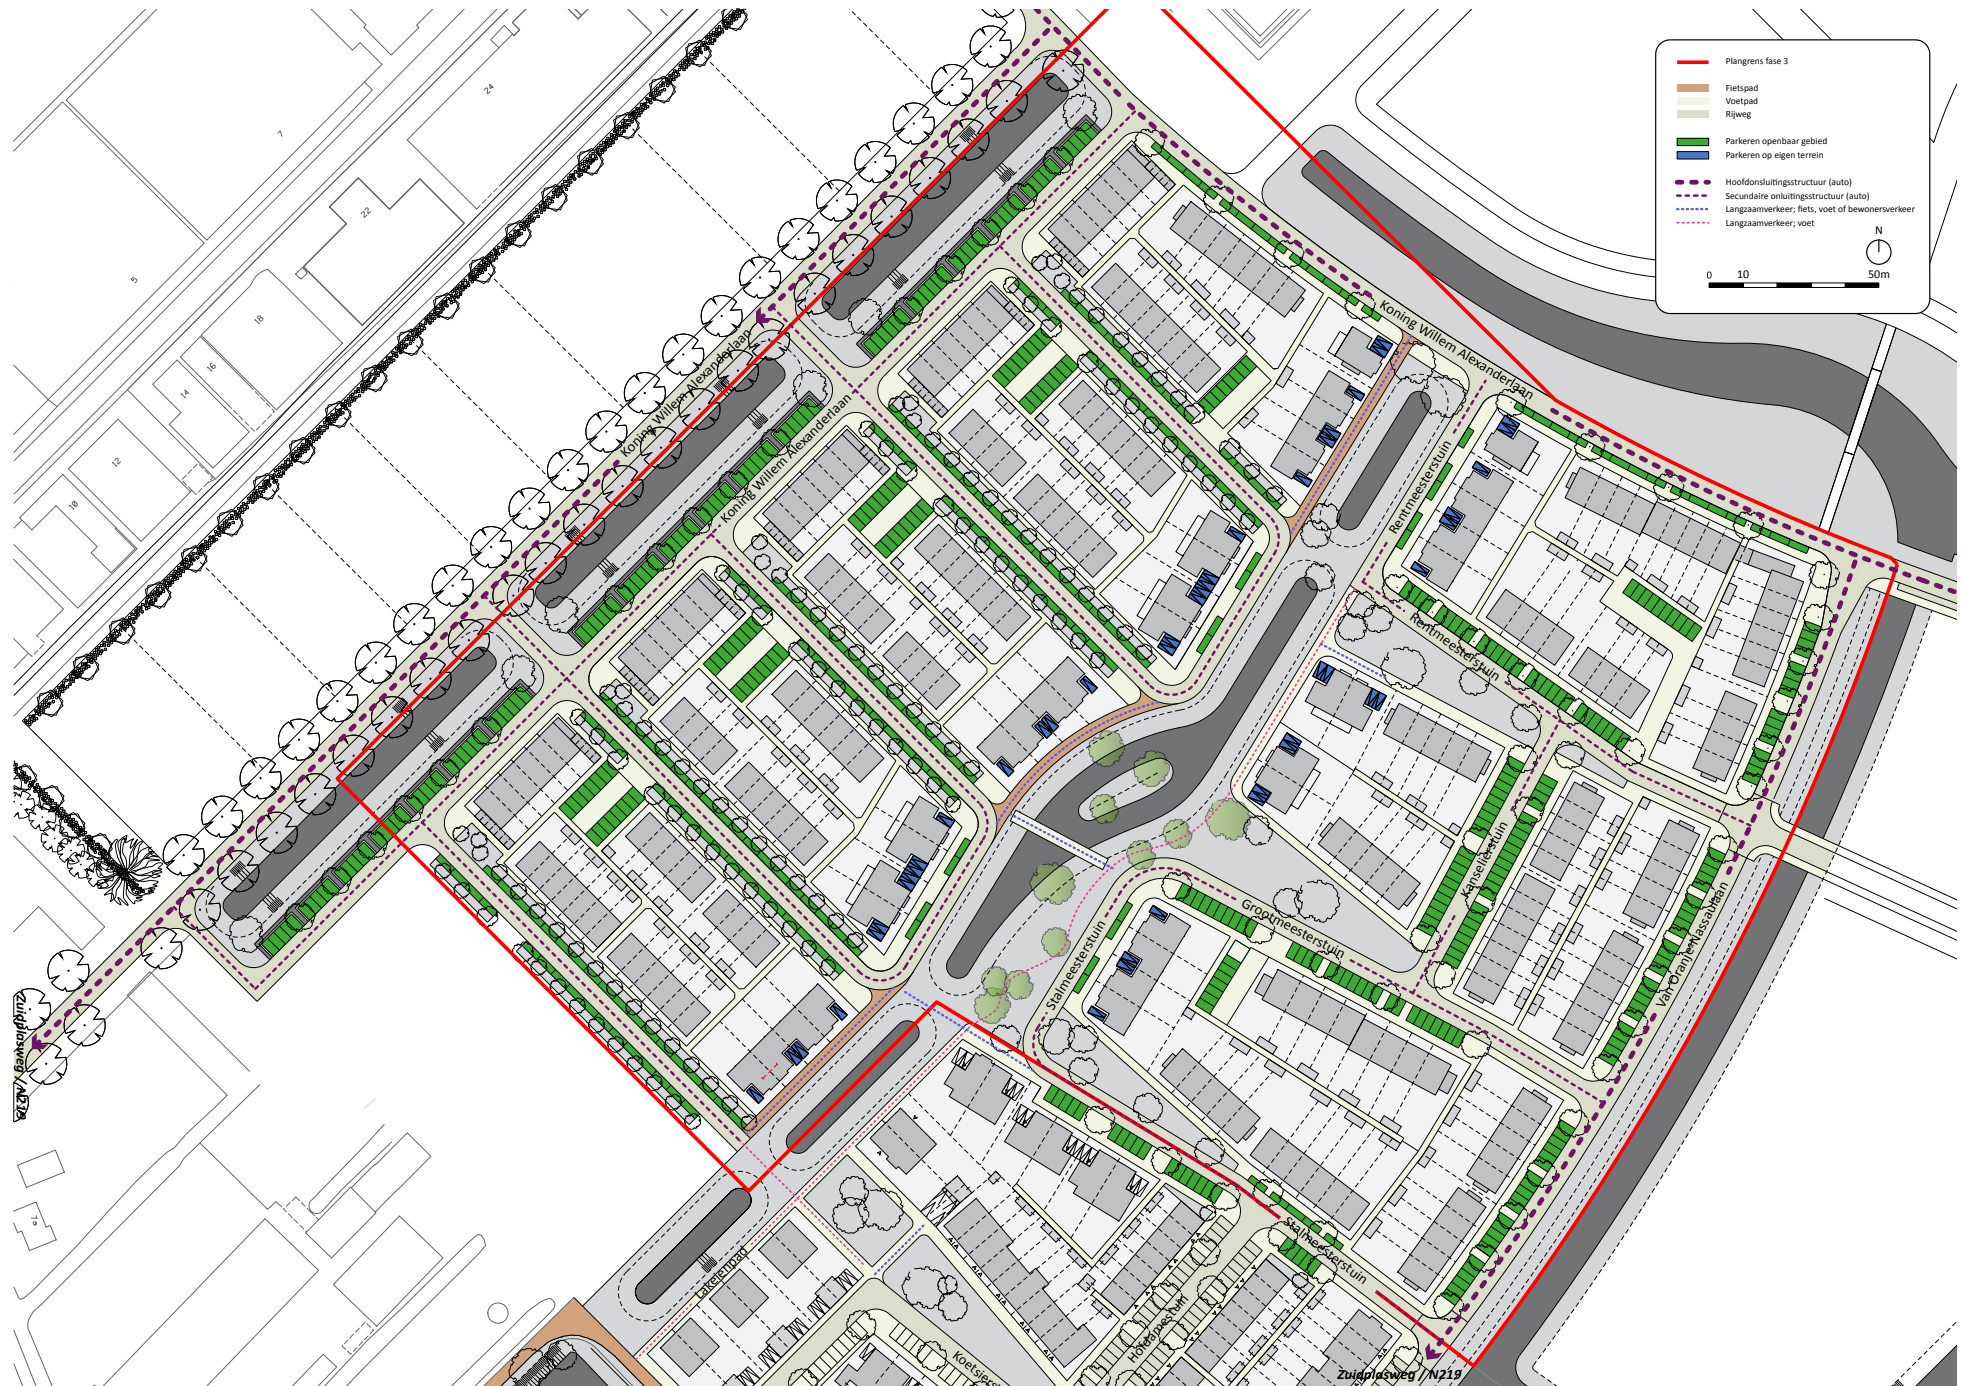 Plangrens fase 3
Fietspad
Voetpad
Rijweg
Parkeren openbaar gebied
Parkeren op eigen terrein
Hoofdonsluitingsstructuur (auto)
Secundaire onluitingsstructuur (auto)
Langzaamverkeer; fiets, voet of bewonersverkeer
Langzaamverkeer; voet
N
0 10 50m
24
7
22
5
18
16
14
12
10
7a
Koning Willem Alexanderlaan
Koning Willem Alexanderlaan
Koning Willem Alexanderlaan
Rentmeesterstuin
Rentmeesterstuin
Kanselierstuin
Van Oranje-Nassaulaan
Grootmeesterstuin
Stalmeesterstuin
Stalmeesterstuin
Lakeienpad
Hofdamestuin
Zuidplasweg / N219
Zuidplasweg / N219